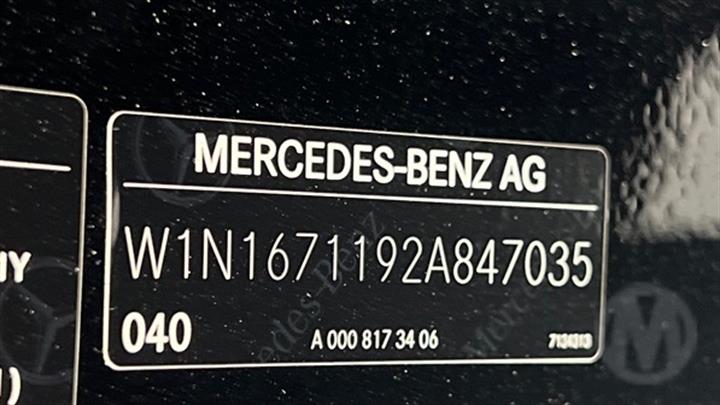 MERCEDES-BENZ AG
W1N1671192A847035
040
A 000 817 34 06
7134313